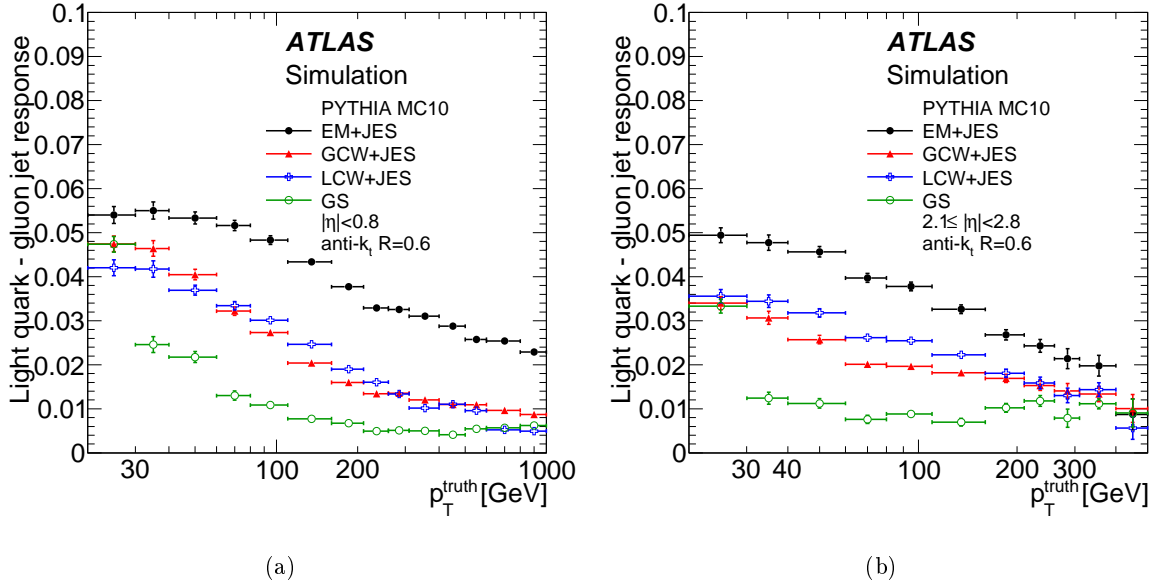 Light quark - gluon jet response
0.1
0.09
0.08
0.07
0.06
0.05
0.04
0.03
0.02
0.01
0
ATLAS
Simulation
PYTHIA MC10
EM+JES
GCW+JES
LCW+JES
GS
|η|<0.8
anti-k_t R=0.6
30 100 200 1000
p_T^truth [GeV]
(a)
Light quark - gluon jet response
0.1
0.09
0.08
0.07
0.06
0.05
0.04
0.03
0.02
0.01
0
ATLAS
Simulation
PYTHIA MC10
EM+JES
GCW+JES
LCW+JES
GS
2.1≤ |η|<2.8
anti-k_t R=0.6
30 40 100 200 300
p_T^truth [GeV]
(b)